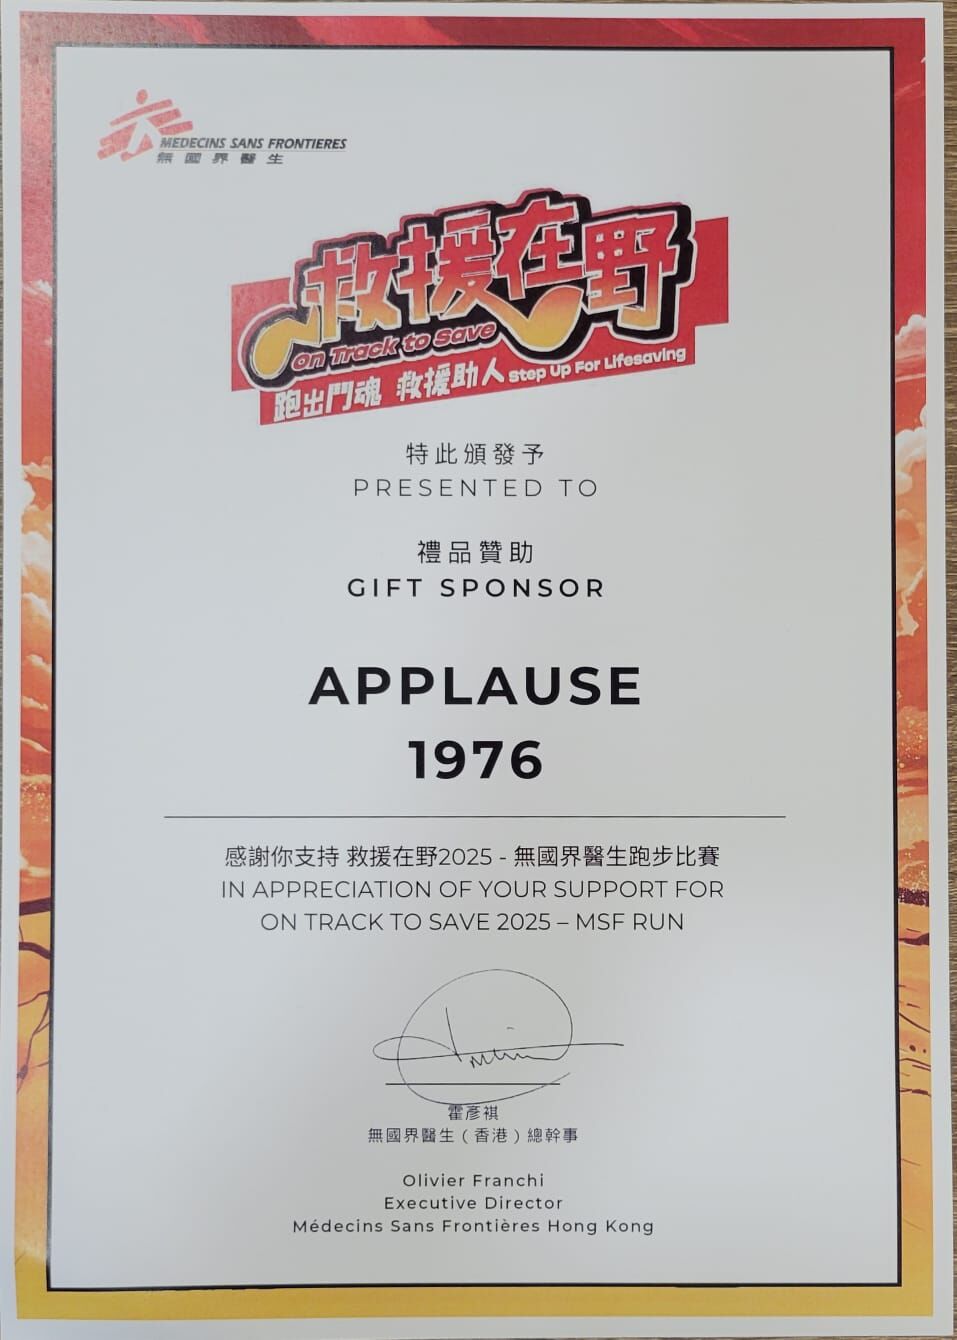 MEDECINS SANS FRONTIERES
無國界醫生
救援在野
On Track to Save
跑出鬥魂 救援助人 Step Up For Lifesaving
特此頒發予
PRESENTED TO
禮品贊助
GIFT SPONSOR
APPLAUSE
1976
感謝你支持 救援在野2025 - 無國界醫生跑步比賽
IN APPRECIATION OF YOUR SUPPORT FOR
ON TRACK TO SAVE 2025 – MSF RUN
霍彥祺
無國界醫生（香港）總幹事
Olivier Franchi
Executive Director
Médecins Sans Frontières Hong Kong